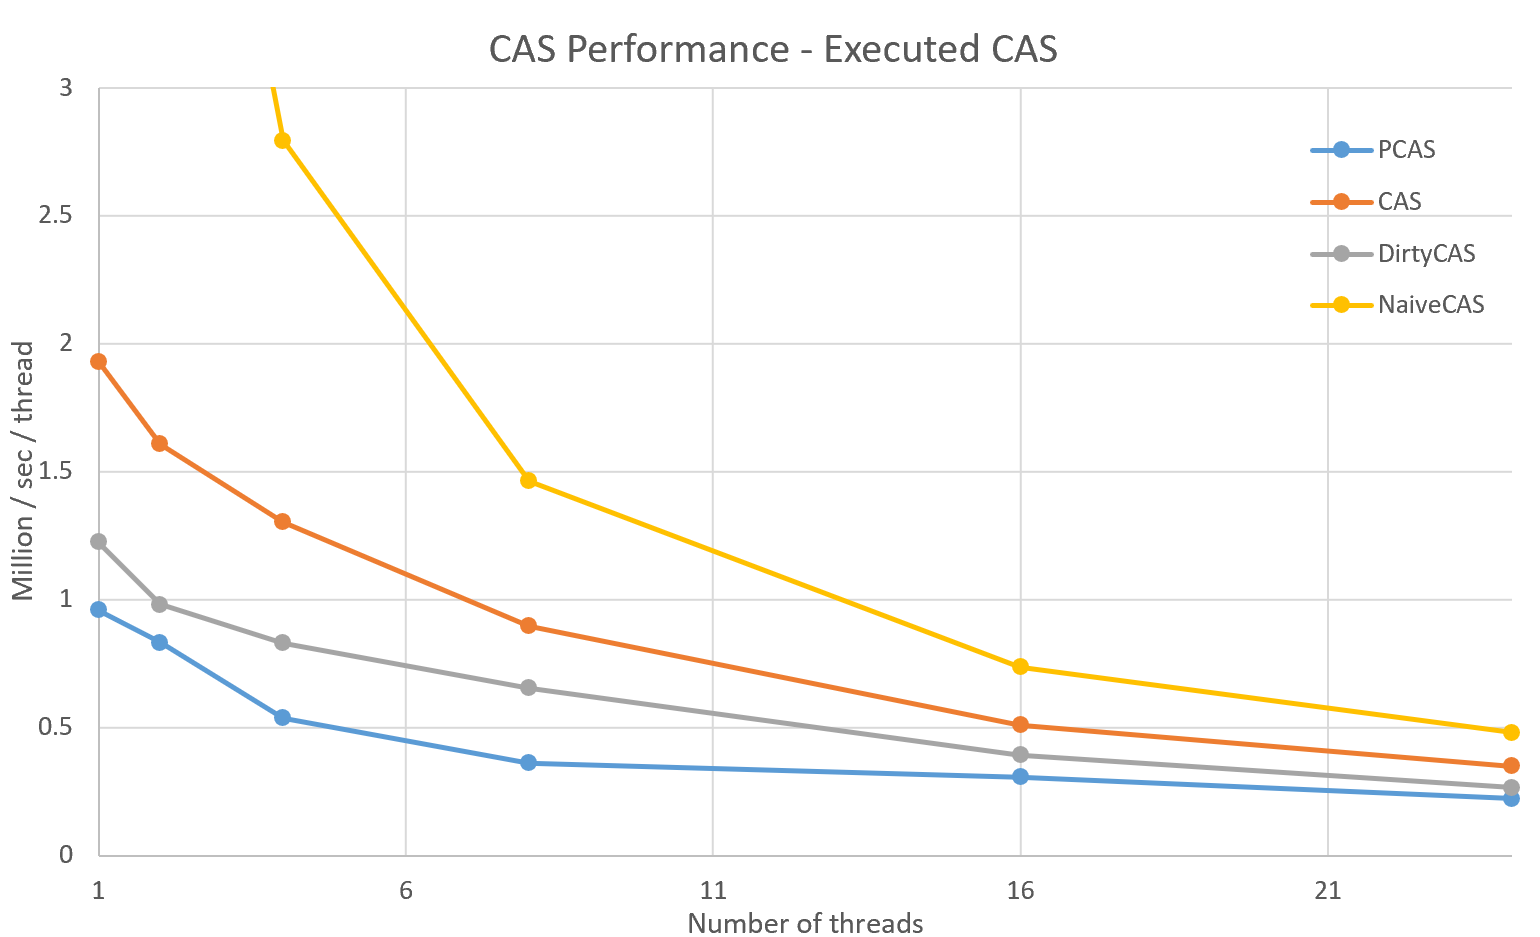 CAS Performance - Executed CAS
3
2.5
2
1.5
1
0.5
0
Million / sec / thread
1 6 11 16 21
Number of threads
PCAS
CAS
DirtyCAS
NaiveCAS